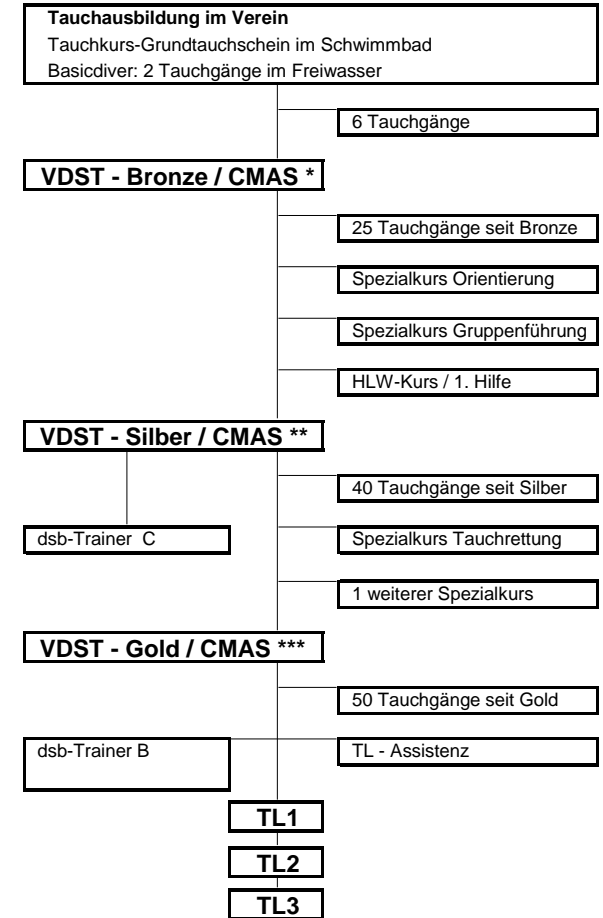 Tauchausbildung im Verein
Tauchkurs-Grundtauchschein im Schwimmbad
Basicdiver: 2 Tauchgänge im Freiwasser
6 Tauchgänge
VDST - Bronze / CMAS *
25 Tauchgänge seit Bronze
Spezialkurs Orientierung
Spezialkurs Gruppenführung
HLW-Kurs / 1. Hilfe
VDST - Silber / CMAS **
40 Tauchgänge seit Silber
dsb-Trainer C
Spezialkurs Tauchrettung
1 weiterer Spezialkurs
VDST - Gold / CMAS ***
50 Tauchgänge seit Gold
dsb-Trainer B
TL - Assistenz
TL1
TL2
TL3